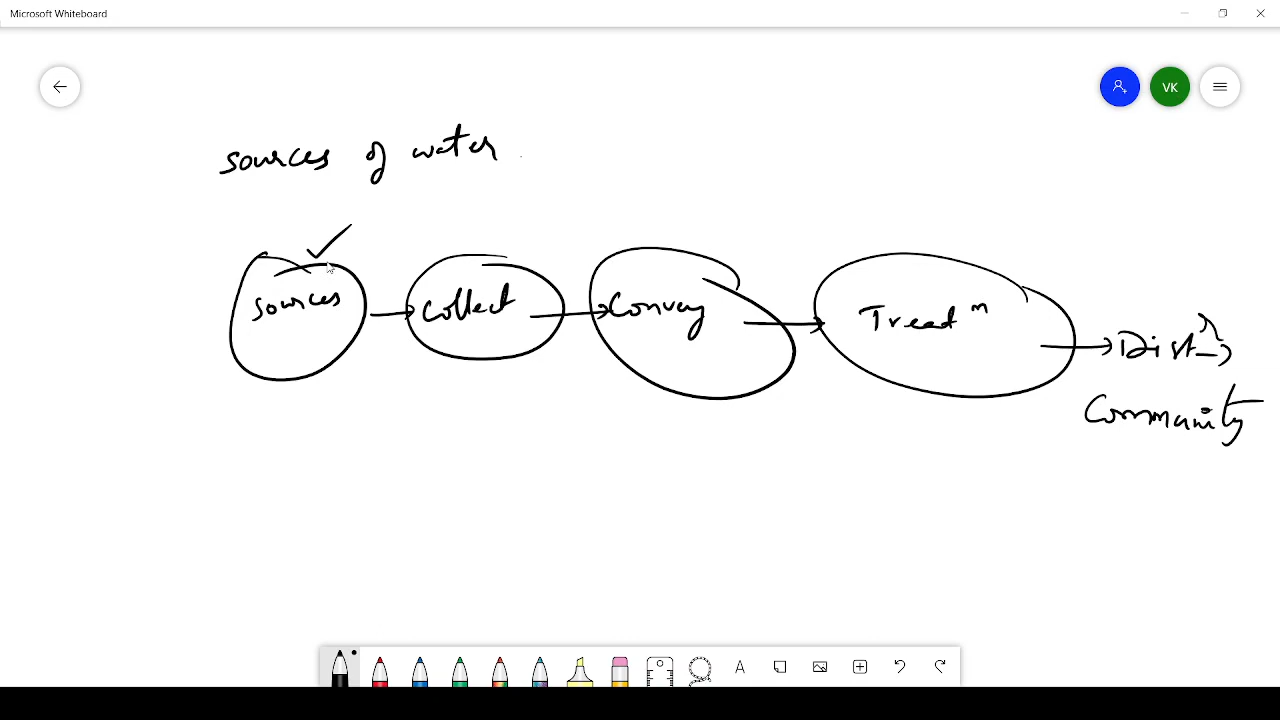 Microsoft Whiteboard
VK
sources of water
sources → collect → Convey → Treat m → Dist n
Community
A